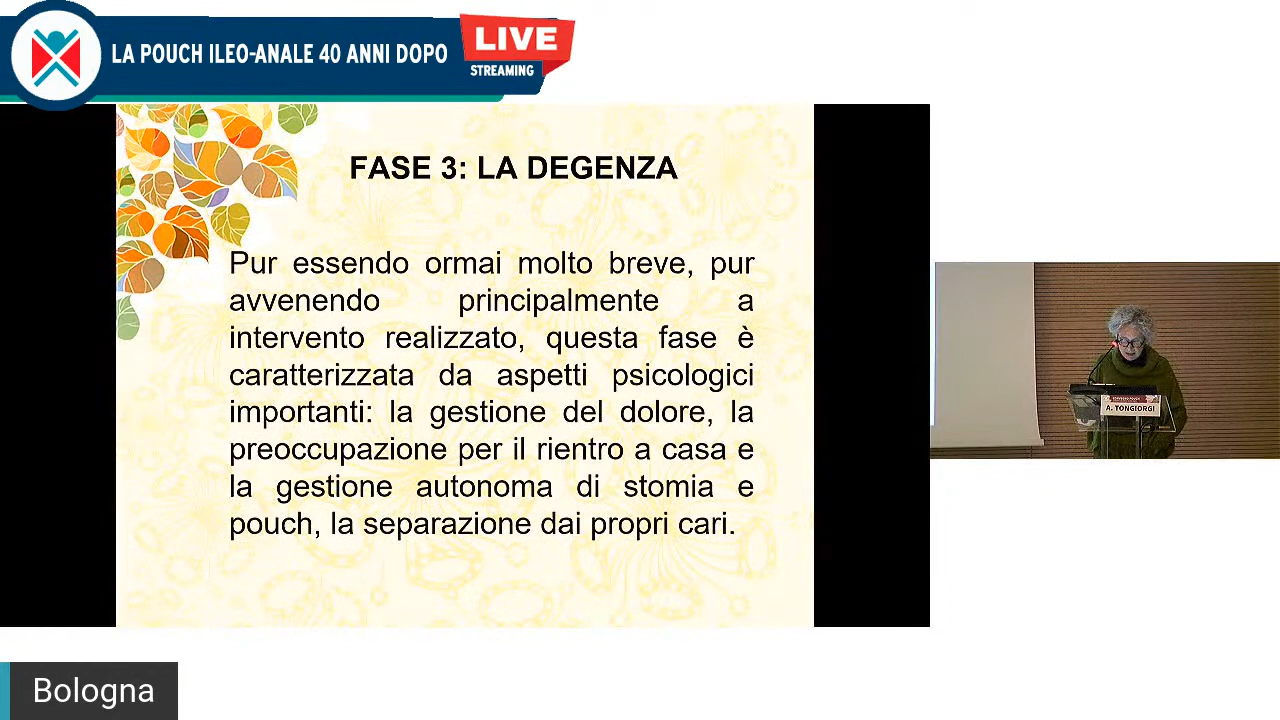 LA POUCH ILEO-ANALE 40 ANNI DOPO
LIVE
STREAMING
FASE 3: LA DEGENZA
Pur essendo ormai molto breve, pur
avvenendo principalmente a
intervento realizzato, questa fase è
caratterizzata da aspetti psicologici
importanti: la gestione del dolore, la
preoccupazione per il rientro a casa e
la gestione autonoma di stomia e
pouch, la separazione dai propri cari.
A. TONGIORGI
Bologna